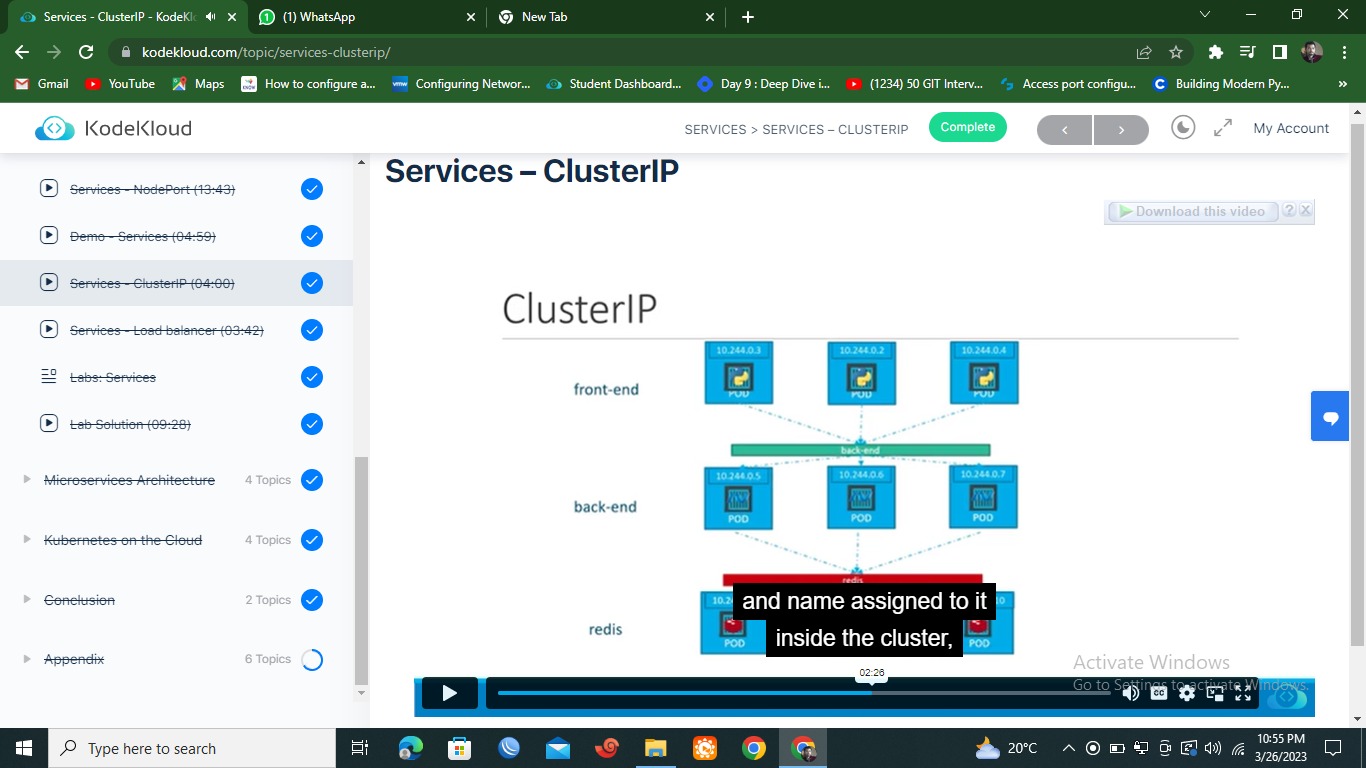 Services - ClusterIP - KodeKlo
(1) WhatsApp
New Tab
kodekloud.com/topic/services-clusterip/
Gmail
YouTube
Maps
How to configure a...
Configuring Networ...
Student Dashboard...
Day 9 : Deep Dive i...
(1234) 50 GIT Interv...
Access port configu...
Building Modern Py...
KodeKloud
SERVICES > SERVICES – CLUSTERIP
Complete
My Account
Services - NodePort (13:43)
Demo - Services (04:59)
Services - ClusterIP (04:00)
Services - Load balancer (03:42)
Labs: Services
Lab Solution (09:28)
Microservices Architecture 4 Topics
Kubernetes on the Cloud 4 Topics
Conclusion 2 Topics
Appendix 6 Topics
Services – ClusterIP
Download this video
ClusterIP
10.244.0.3 10.244.0.2 10.244.0.4
front-end
POD POD POD
back-end
10.244.0.5 10.244.0.6 10.244.0.7
back-end
POD POD POD
redis
and name assigned to it
redis
inside the cluster,
POD POD
02:26
Activate Windows
Go to Settings to activate Windows.
CC
Type here to search
20°C
10:55 PM
3/26/2023